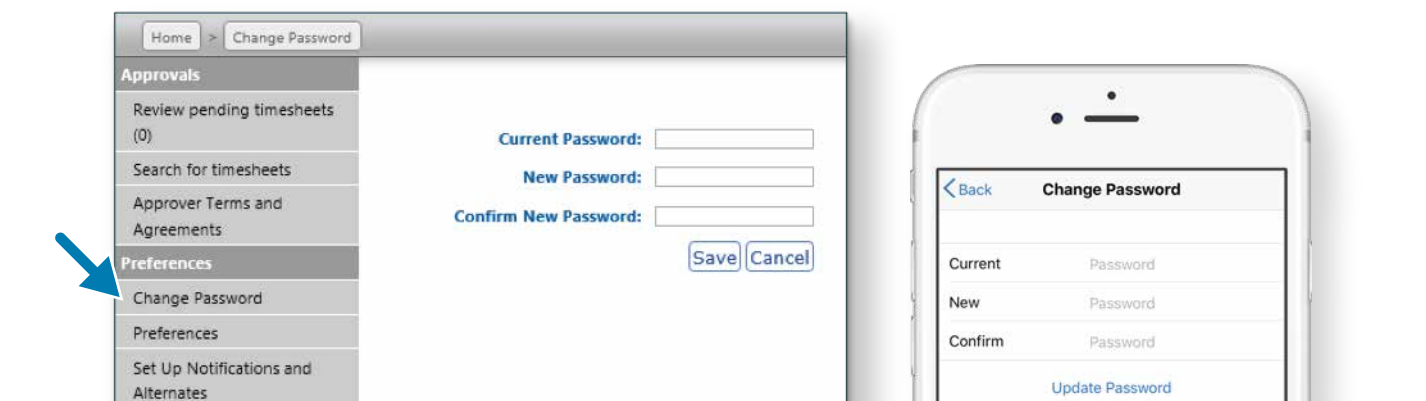 Home > Change Password
Approvals
Review pending timesheets
(0)
Search for timesheets
Approver Terms and
Agreements
Preferences
Change Password
Preferences
Set Up Notifications and
Alternates
Current Password:
New Password:
Confirm New Password:
Save Cancel
Back Change Password
Current Password
New Password
Confirm Password
Update Password